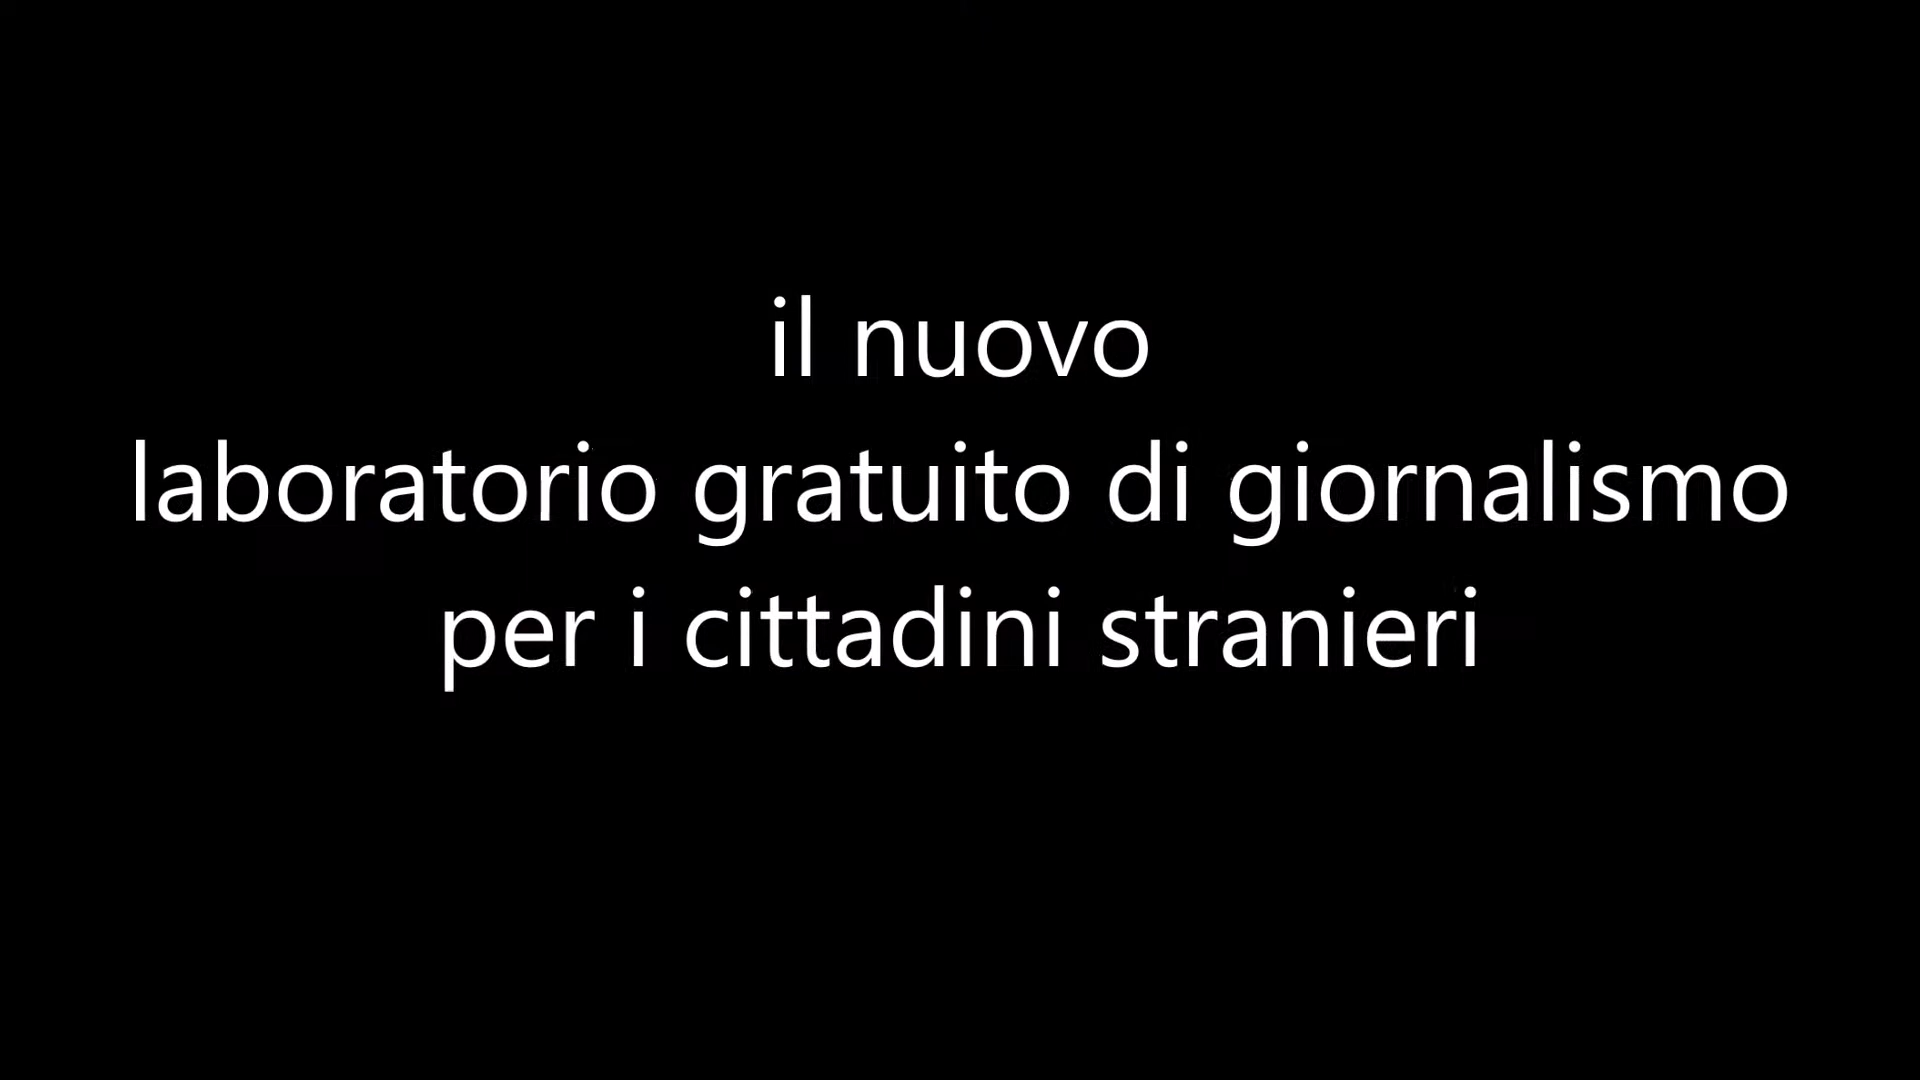 il nuovo
laboratorio gratuito di giornalismo
per i cittadini stranieri